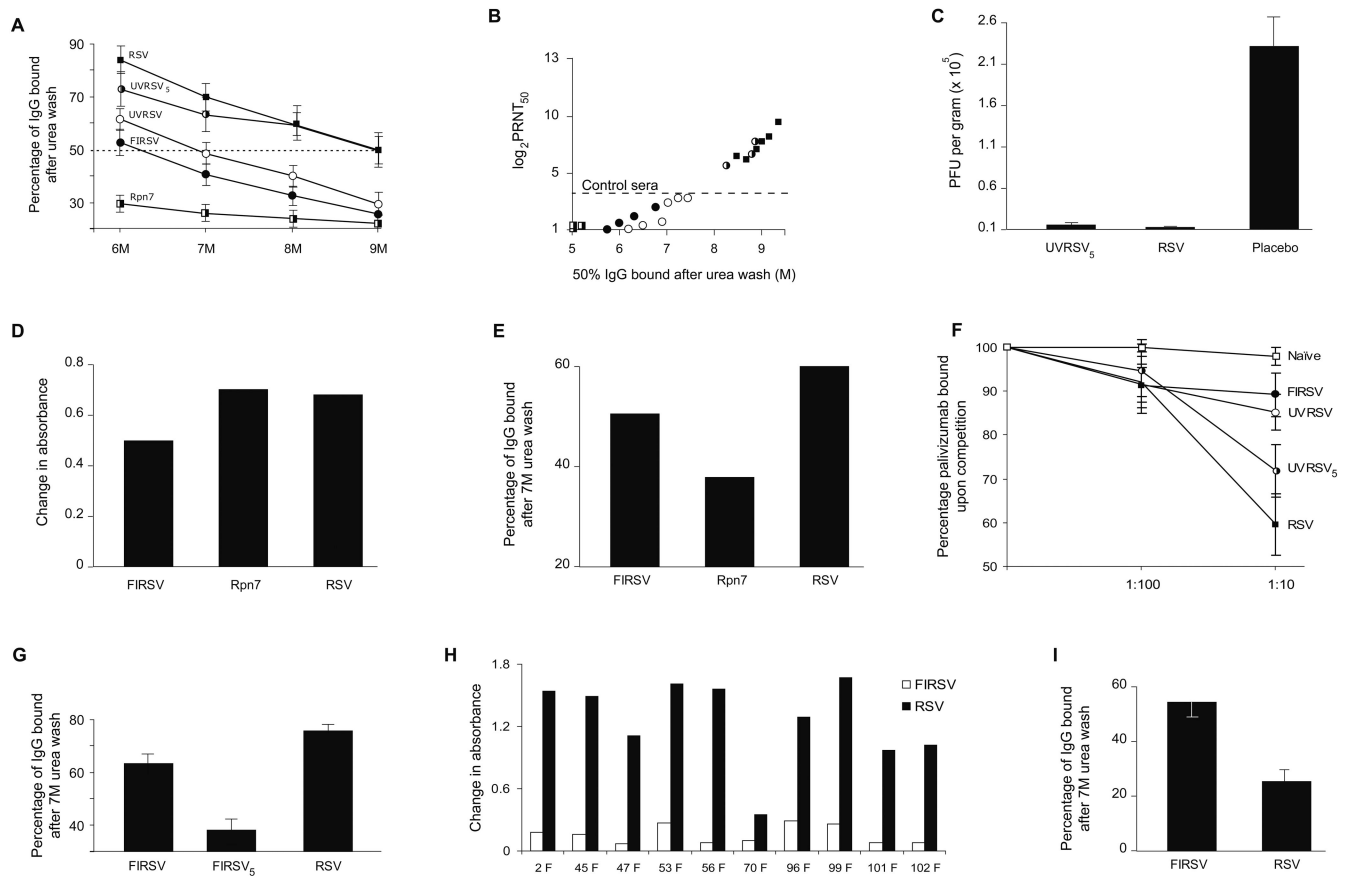 A
Percentage of IgG bound
after urea wash
90
70
50
30
RSV
UVRSV5
UVRSV
FIRSV
Rpn7
6M
7M
8M
9M
B
log2PRNT50
13
10
5
1
Control sera
5
6
7
8
9
50% IgG bound after urea wash (M)
C
PFU per gram (x 10^5)
2.6
2.1
1.6
0.6
0.1
UVRSV5
RSV
Placebo
D
Change in absorbance
0.8
0.6
0.4
0.2
0
FIRSV
Rpn7
RSV
E
Percentage of IgG bound
after 7M urea wash
60
40
20
FIRSV
Rpn7
RSV
F
Percentage palivizumab bound
upon competition
100
90
80
70
60
50
Naïve
FIRSV
UVRSV
UVRSV5
RSV
1:100
1:10
G
Percentage of IgG bound
after 7M urea wash
80
60
40
FIRSV
FIRSV5
RSV
H
Change in absorbance
1.8
1.2
0.6
0
FIRSV
RSV
2 F
45 F
47 F
53 F
56 F
70 F
96 F
99 F
101 F
102 F
I
Percentage of IgG bound
after 7M urea wash
60
40
20
0
FIRSV
RSV